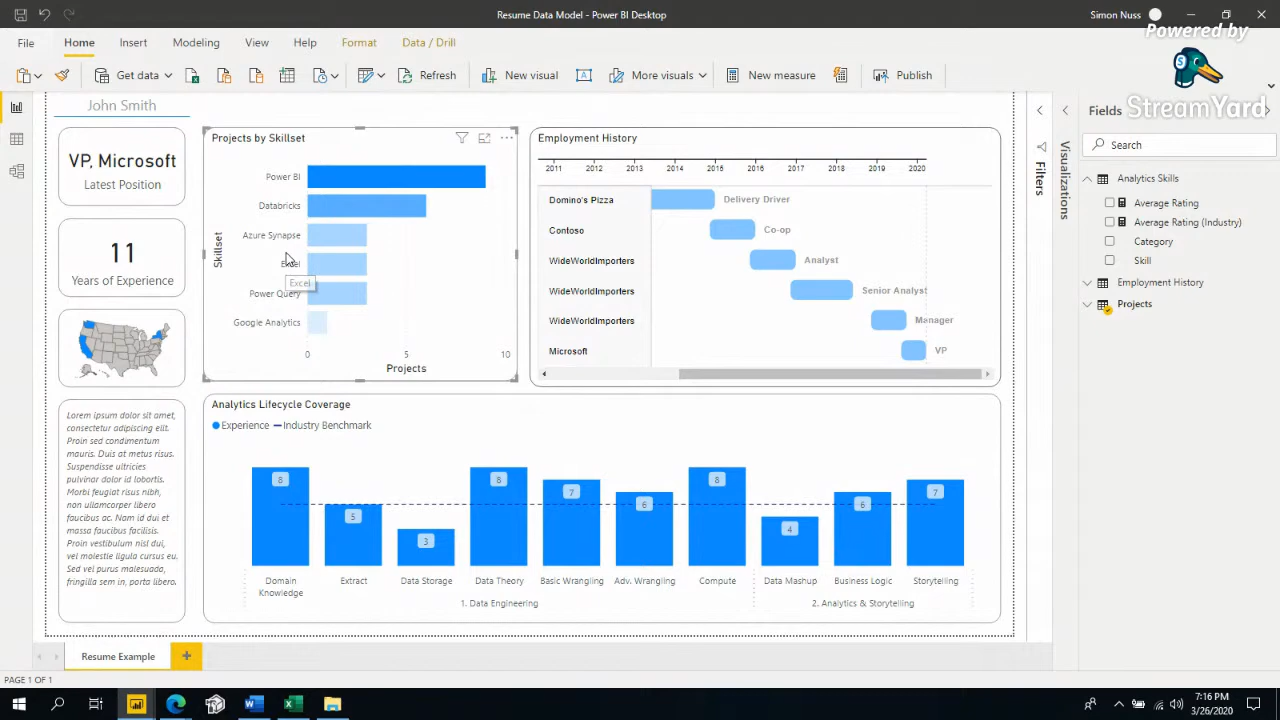 Resume Data Model - Power BI Desktop
Simon Nuss
Powered by
StreamYard
File
Home
Insert
Modeling
View
Help
Format
Data / Drill
Get data
Refresh
New visual
More visuals
New measure
Publish
John Smith
VP, Microsoft
Latest Position
11
Years of Experience
Lorem ipsum dolor sit amet,
consectetur adipiscing elit.
Proin sed condimentum
mauris. Duis at metus risus.
Suspendisse ultricies
pulvinar dolor id lobortis.
Morbi feugiat risus nibh,
non ullamcorper lorem
faucibus ac. Nam id dui et
massa faucibus facilisis.
Proin vestibulum nisl dui,
vel molestie ligula cursus eu.
Sed vel purus malesuada,
fringilla sem in, porta libero.
Projects by Skillset
Skillset
Power BI
Databricks
Azure Synapse
Excel
Excel
Power Query
Google Analytics
0
5
10
Projects
Employment History
2011 2012 2013 2014 2015 2016 2017 2018 2019 2020
Domino's Pizza Delivery Driver
Contoso Co-op
WideWorldImporters Analyst
WideWorldImporters Senior Analyst
WideWorldImporters Manager
Microsoft VP
Analytics Lifecycle Coverage
Experience Industry Benchmark
8 5 3 8 7 6 8 4 6 7
Domain Knowledge
Extract
Data Storage
Data Theory
Basic Wrangling
Adv. Wrangling
Compute
Data Mashup
Business Logic
Storytelling
1. Data Engineering
2. Analytics & Storytelling
Filters
Visualizations
Fields
Search
Analytics Skills
Average Rating
Average Rating (Industry)
Category
Skill
Employment History
Projects
Resume Example
PAGE 1 OF 1
7:16 PM
3/26/2020